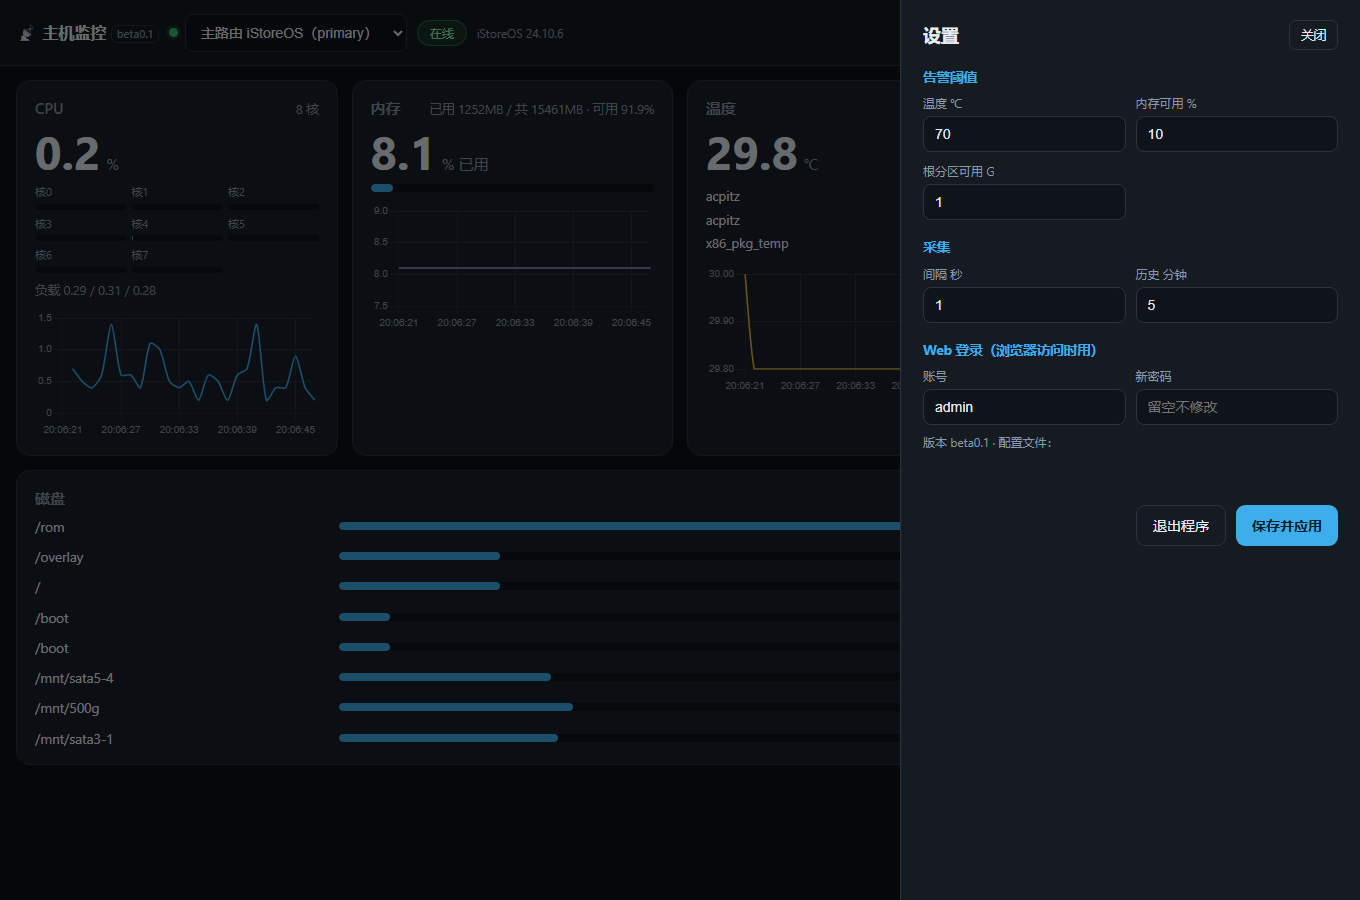 主机监控 beta0.1 主路由 iStoreOS（primary） 在线 iStoreOS 24.10.6
CPU 8 核
0.2 %
核0 核1 核2
核3 核4 核5
核6 核7
负载 0.29 / 0.31 / 0.28
1.5
1.0
0.5
0
20:06:21 20:06:27 20:06:33 20:06:39 20:06:45
内存 已用 1252MB / 共 15461MB · 可用 91.9%
8.1 % 已用
9.0
8.5
8.0
7.5
20:06:21 20:06:27 20:06:33 20:06:39 20:06:45
温度
29.8 ℃
acpitz
acpitz
x86_pkg_temp
30.00
29.90
29.80
20:06:21 20:06:27 20:06:33
磁盘
/rom
/overlay
/
/boot
/boot
/mnt/sata5-4
/mnt/500g
/mnt/sata3-1
设置 关闭
告警阈值
温度 ℃ 内存可用 %
70 10
根分区可用 G
1
采集
间隔 秒 历史 分钟
1 5
Web 登录（浏览器访问时用）
账号 新密码
admin 留空不修改
版本 beta0.1 · 配置文件:
退出程序 保存并应用